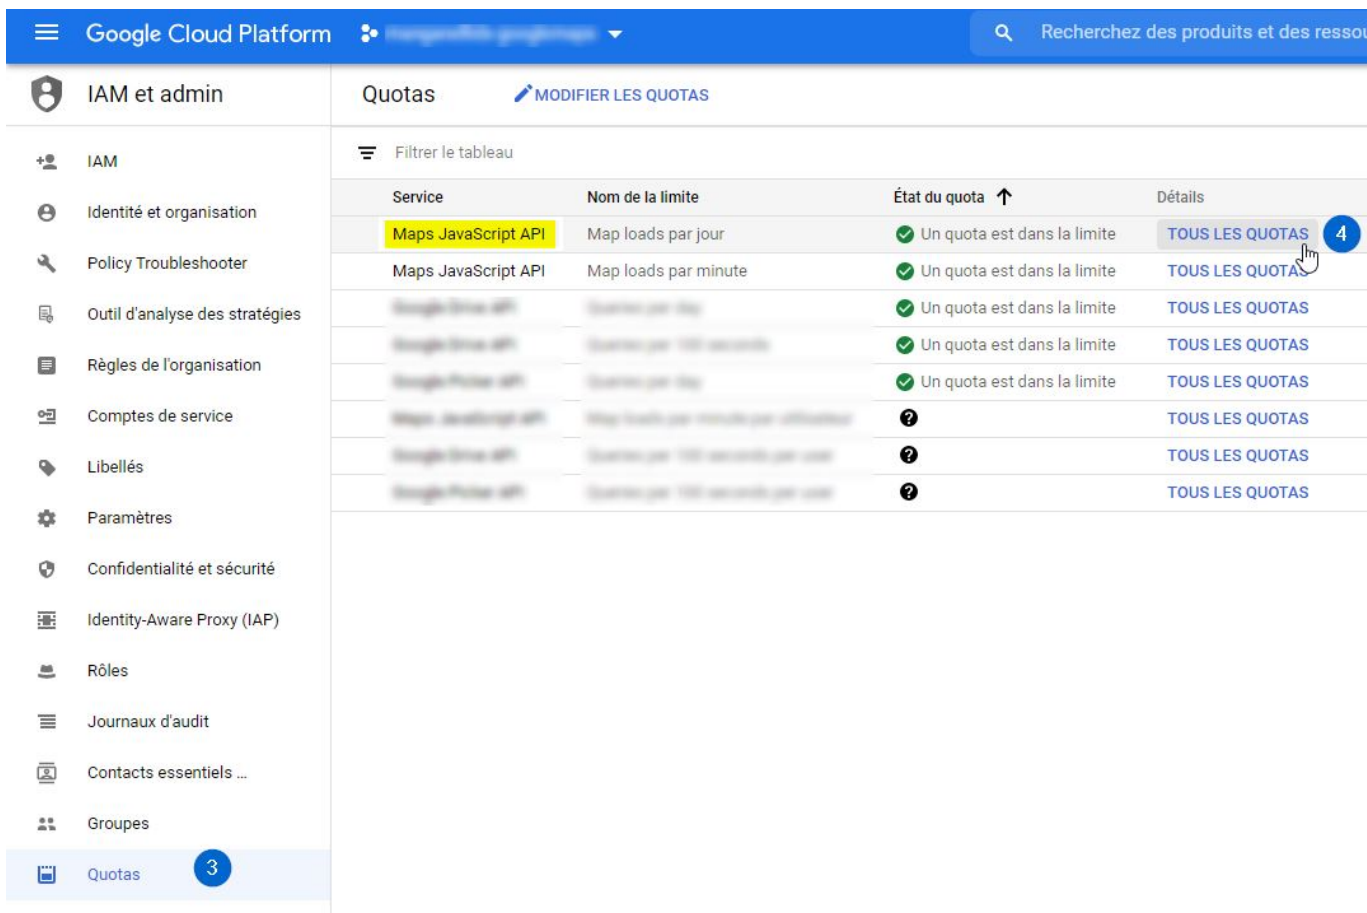 Google Cloud Platform
Recherchez des produits et des ressou
IAM et admin
Quotas
MODIFIER LES QUOTAS
IAM
Identité et organisation
Policy Troubleshooter
Outil d'analyse des stratégies
Règles de l'organisation
Comptes de service
Libellés
Paramètres
Confidentialité et sécurité
Identity-Aware Proxy (IAP)
Rôles
Journaux d'audit
Contacts essentiels ...
Groupes
Quotas 3
Filtrer le tableau
Service Nom de la limite État du quota Détails
Maps JavaScript API Map loads par jour Un quota est dans la limite TOUS LES QUOTAS 4
Maps JavaScript API Map loads par minute Un quota est dans la limite TOUS LES QUOTAS
Un quota est dans la limite TOUS LES QUOTAS
Un quota est dans la limite TOUS LES QUOTAS
Un quota est dans la limite TOUS LES QUOTAS
TOUS LES QUOTAS
TOUS LES QUOTAS
TOUS LES QUOTAS